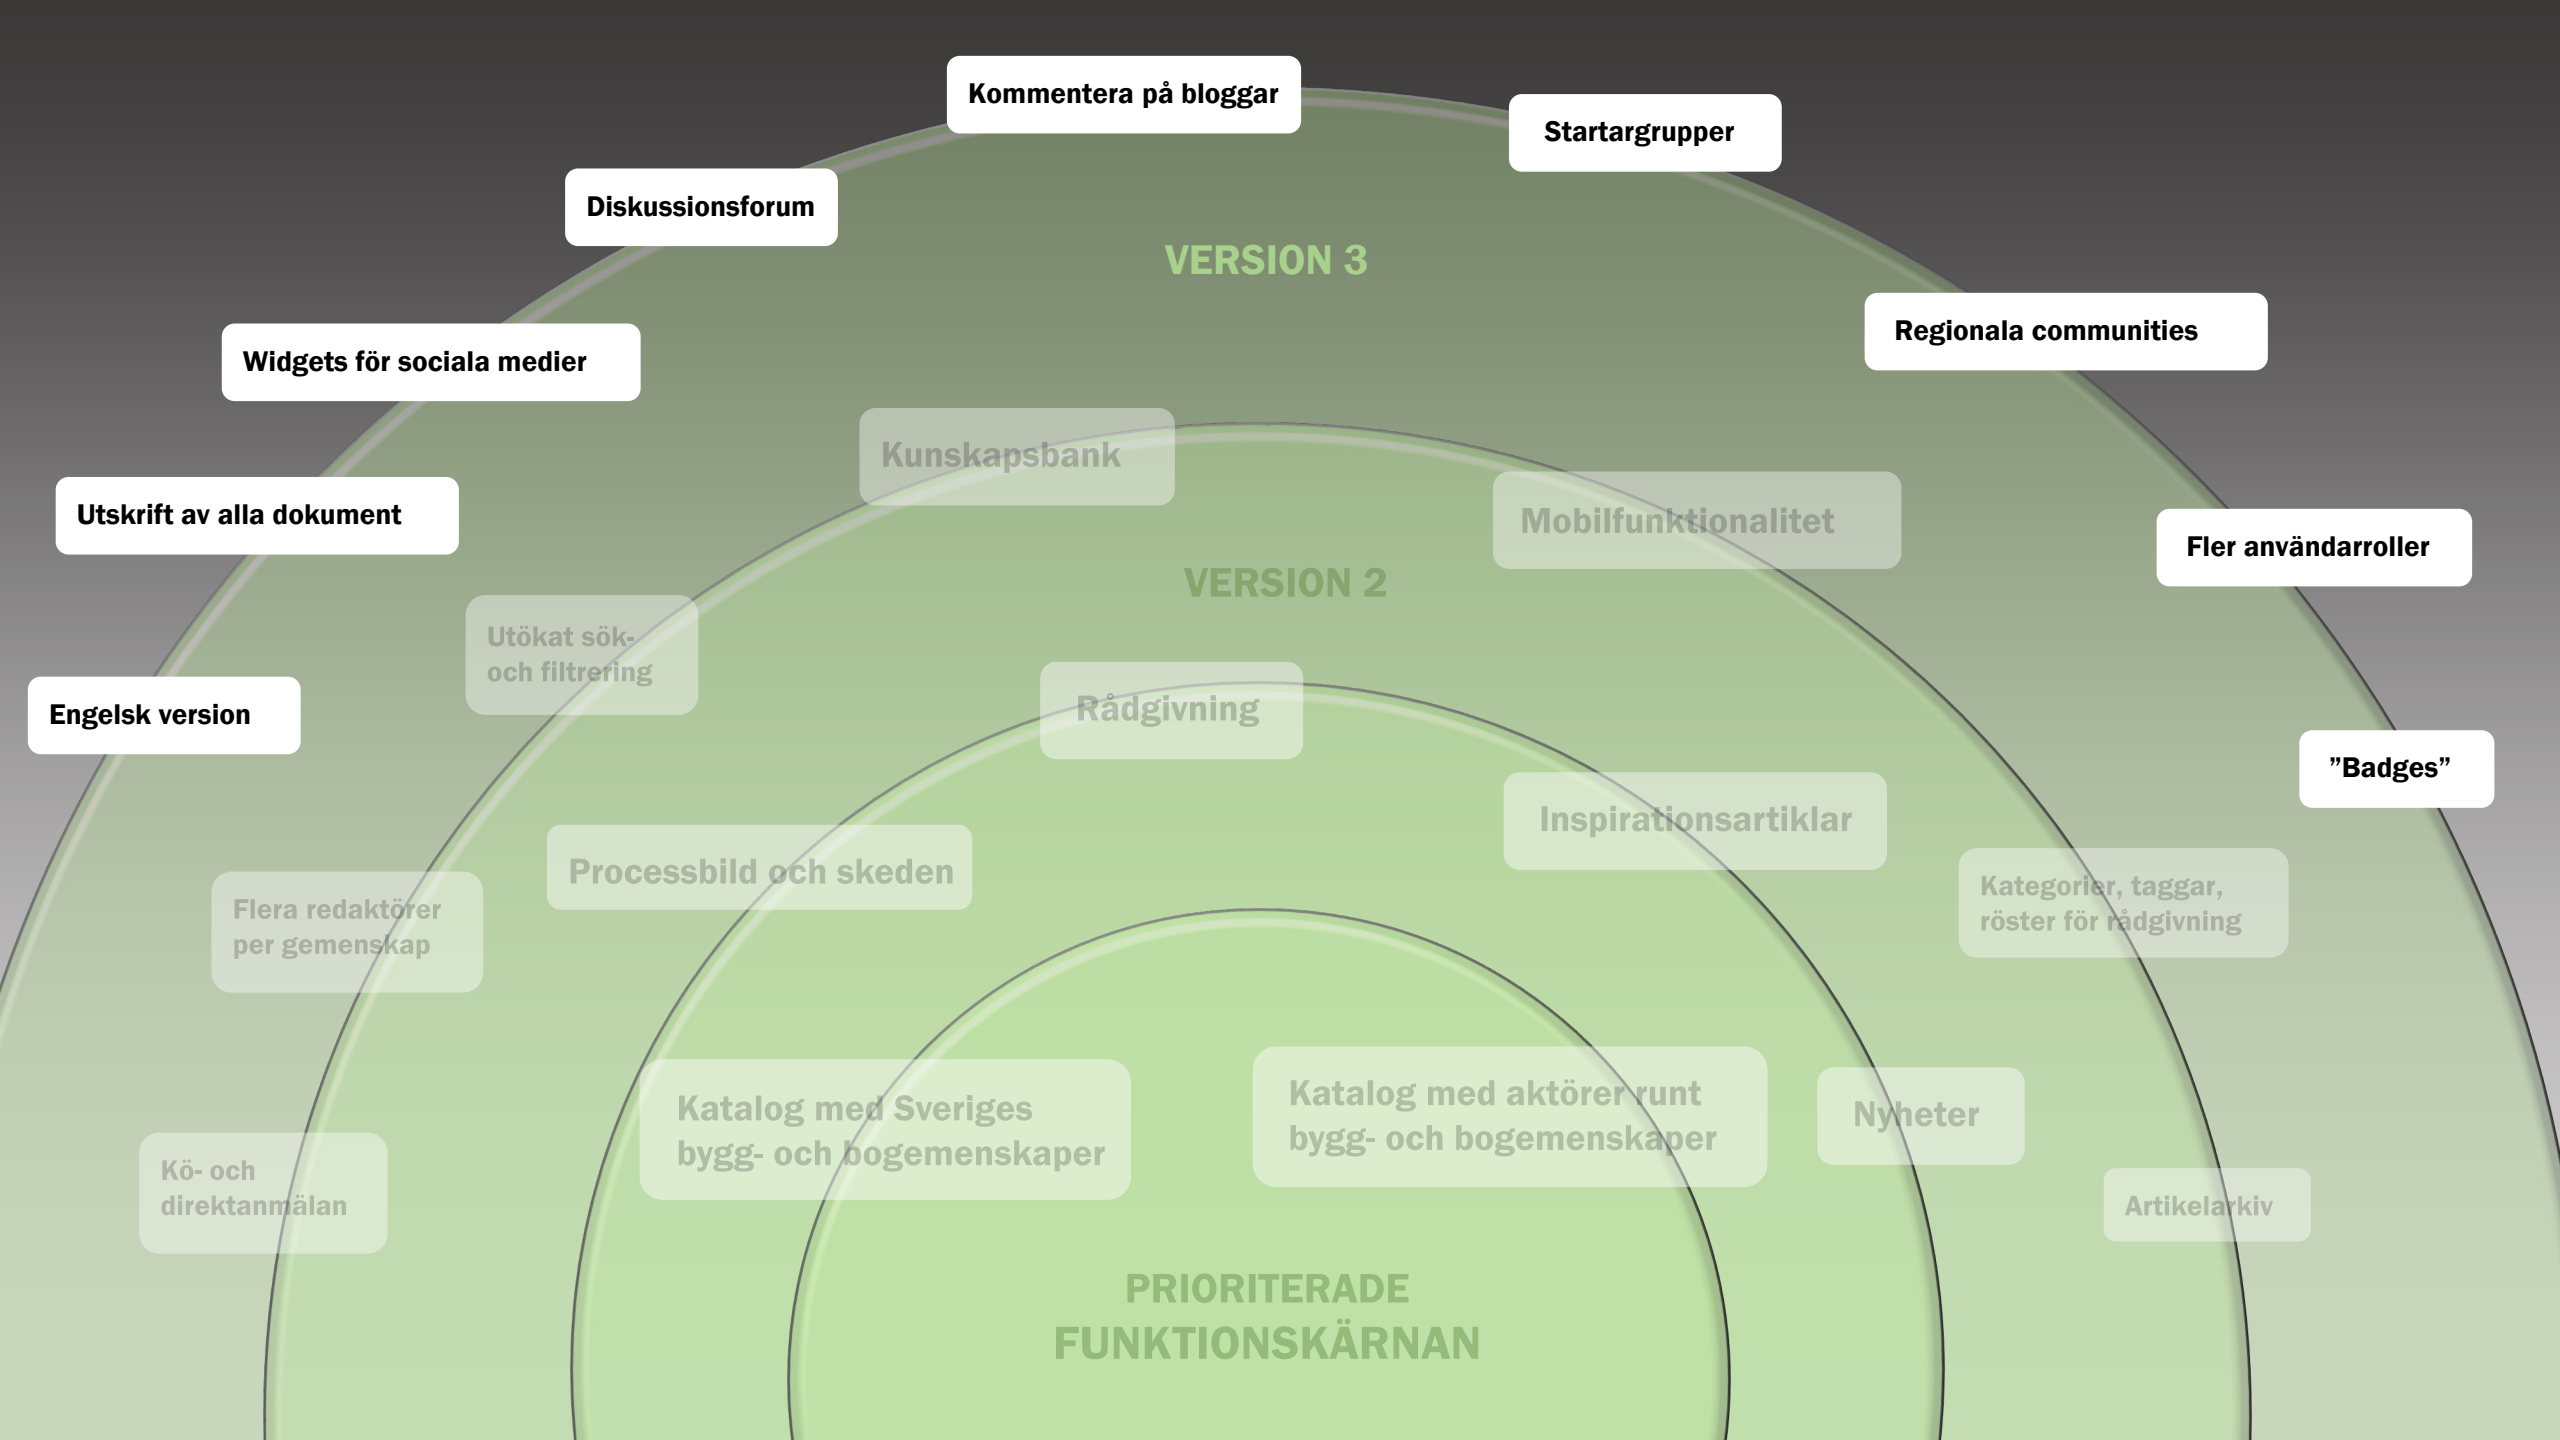 Kommentera på bloggar
Startargrupper
Diskussionsforum
VERSION 3
Regionala communities
Widgets för sociala medier
Kunskapsbank
Utskrift av alla dokument
Mobilfunktionalitet
Fler användarroller
VERSION 2
Utökat sök-
och filtrering
Rådgivning
Engelsk version
”Badges”
Inspirationsartiklar
Processbild och skeden
Kategorier, taggar,
röster för rådgivning
Flera redaktörer
per gemenskap
Katalog med Sveriges
bygg- och bogemenskaper
Katalog med aktörer runt
bygg- och bogemenskaper
Nyheter
Kö- och
direktanmälan
Artikelarkiv
PRIORITERADE
FUNKTIONSKÄRNAN